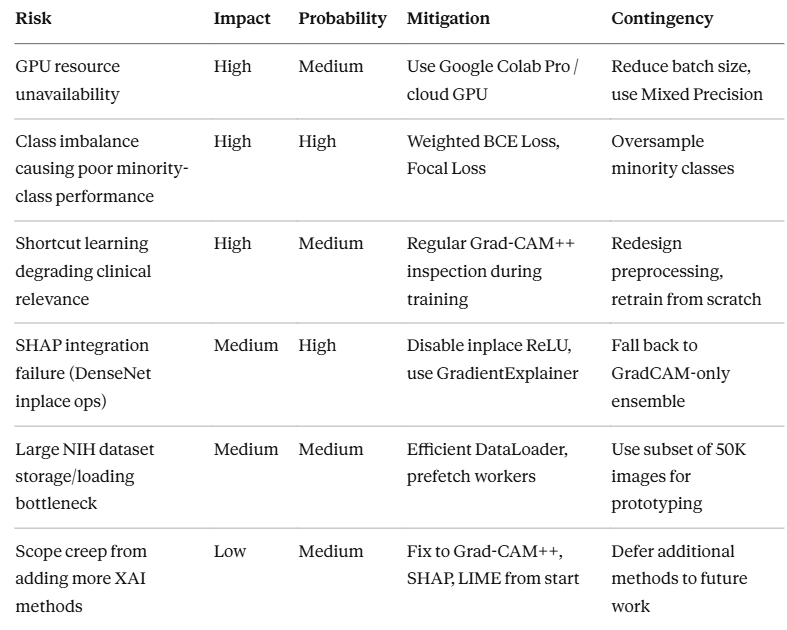 Risk Impact Probability Mitigation Contingency
GPU resource High Medium Use Google Colab Pro / Reduce batch size,
unavailability cloud GPU use Mixed Precision
Class imbalance High High Weighted BCE Loss, Oversample
causing poor minority- Focal Loss minority classes
class performance
Shortcut learning High Medium Regular Grad-CAM++ Redesign
degrading clinical inspection during preprocessing,
relevance training retrain from scratch
SHAP integration Medium High Disable inplace ReLU, Fall back to
failure (DenseNet use GradientExplainer GradCAM-only
inplace ops) ensemble
Large NIH dataset Medium Medium Efficient DataLoader, Use subset of 50K
storage/loading prefetch workers images for
bottleneck prototyping
Scope creep from Low Medium Fix to Grad-CAM++, Defer additional
adding more XAI SHAP, LIME from start methods to future
methods work